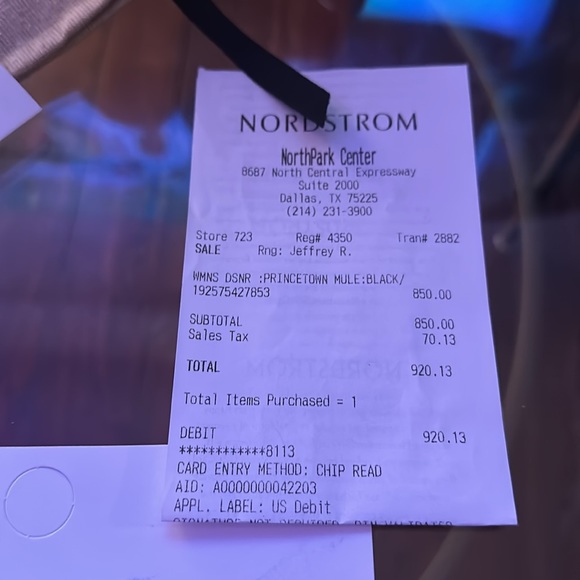 NORDSTROM
NorthPark Center
8687 North Central Expressway
Suite 2000
Dallas, TX 75225
(214) 231-3900
Store 723 Reg# 4350 Tran# 2882
SALE Rng: Jeffrey R.
WMNS DSNR :PRINCETOWN MULE:BLACK/
192575427853 850.00
SUBTOTAL 850.00
Sales Tax 70.13
TOTAL 920.13
Total Items Purchased = 1
DEBIT 920.13
************8113
CARD ENTRY METHOD: CHIP READ
AID: A0000000042203
APPL. LABEL: US Debit